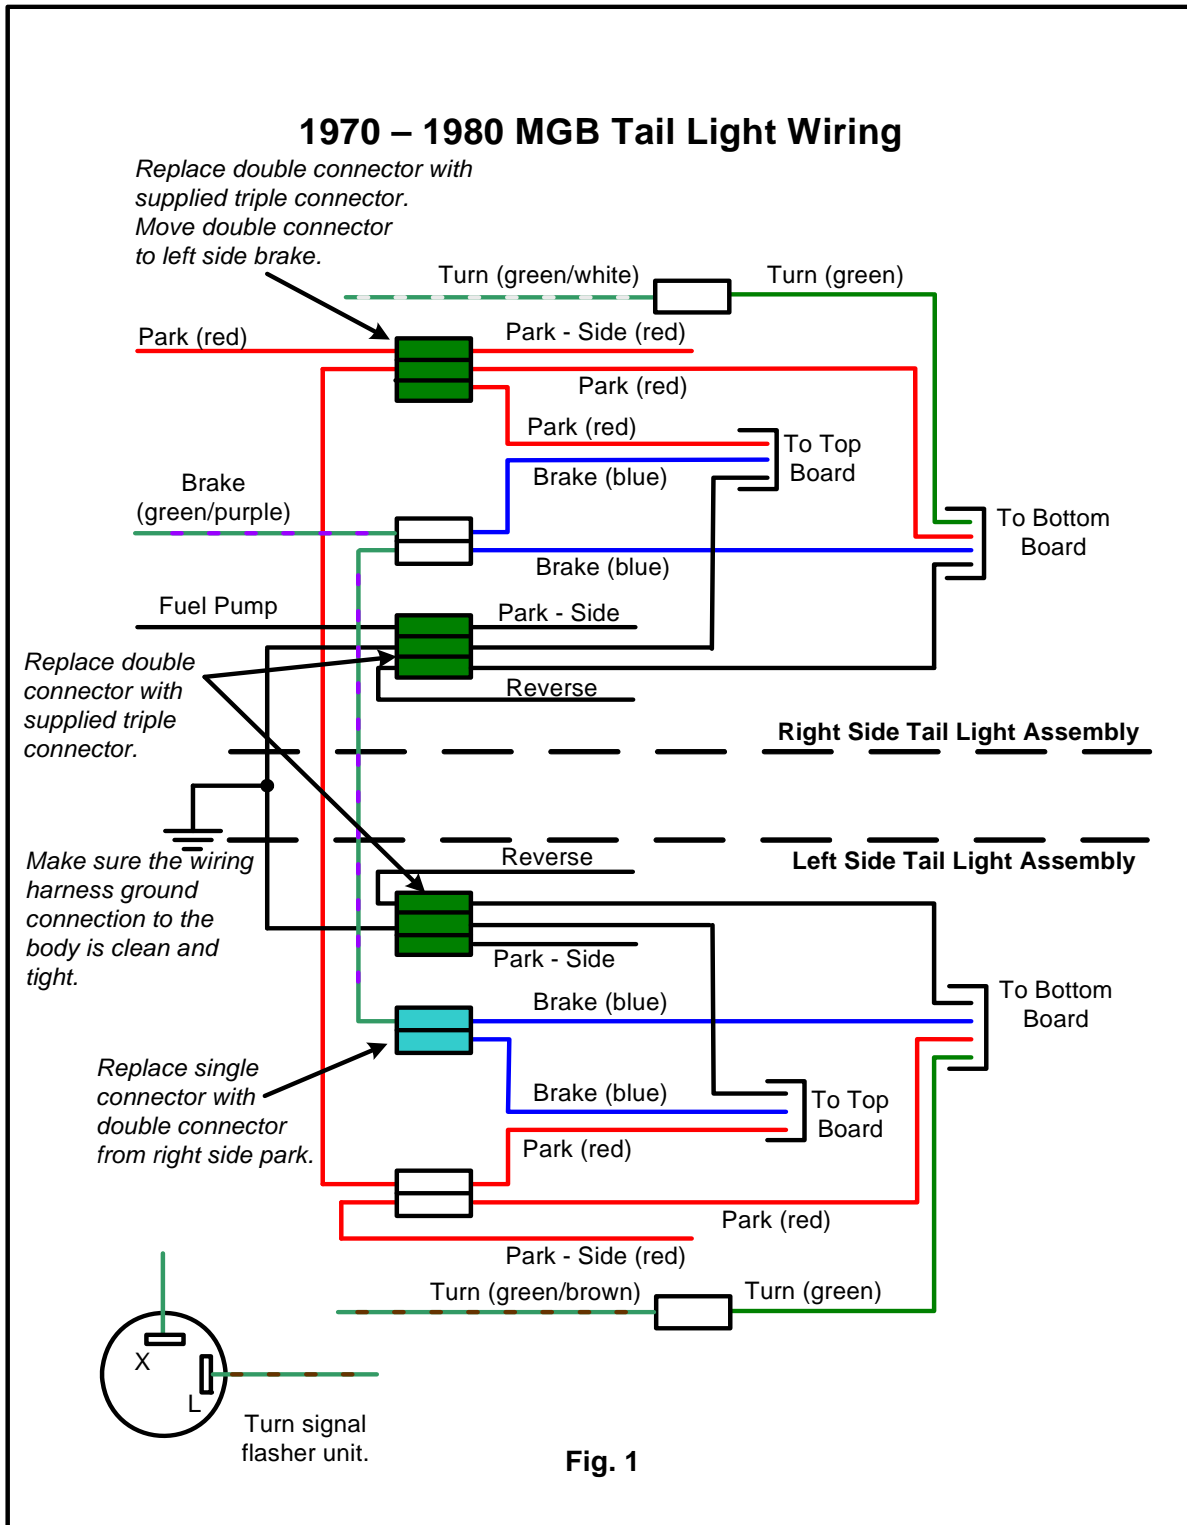 1970 – 1980 MGB Tail Light Wiring
Replace double connector with
supplied triple connector.
Move double connector
to left side brake.
Turn (green/white)
Turn (green)
Park (red)
Park - Side (red)
Park (red)
Park (red)
To Top
Board
Brake (blue)
Brake
(green/purple)
To Bottom
Board
Brake (blue)
Fuel Pump
Park - Side
Replace double
connector with
supplied triple
connector.
Reverse
Right Side Tail Light Assembly
Make sure the wiring
harness ground
connection to the
body is clean and
tight.
Reverse
Left Side Tail Light Assembly
Park - Side
To Bottom
Board
Brake (blue)
Replace single
connector with
double connector
from right side park.
Brake (blue)
To Top
Board
Park (red)
Park (red)
Park - Side (red)
Turn (green/brown)
Turn (green)
X
L
Turn signal
flasher unit.
Fig. 1